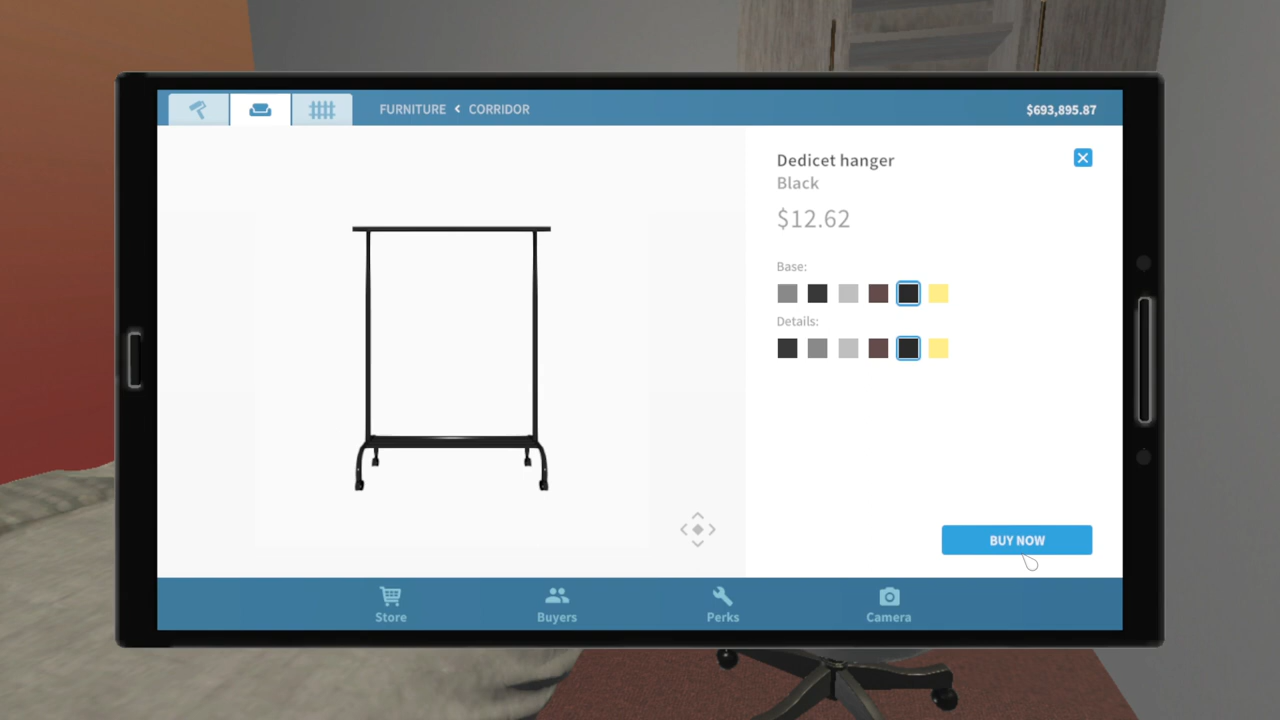 FURNITURE < CORRIDOR
$693,895.87
Dedicet hanger
Black
$12.62
Base:
Details:
BUY NOW
Store
Buyers
Perks
Camera